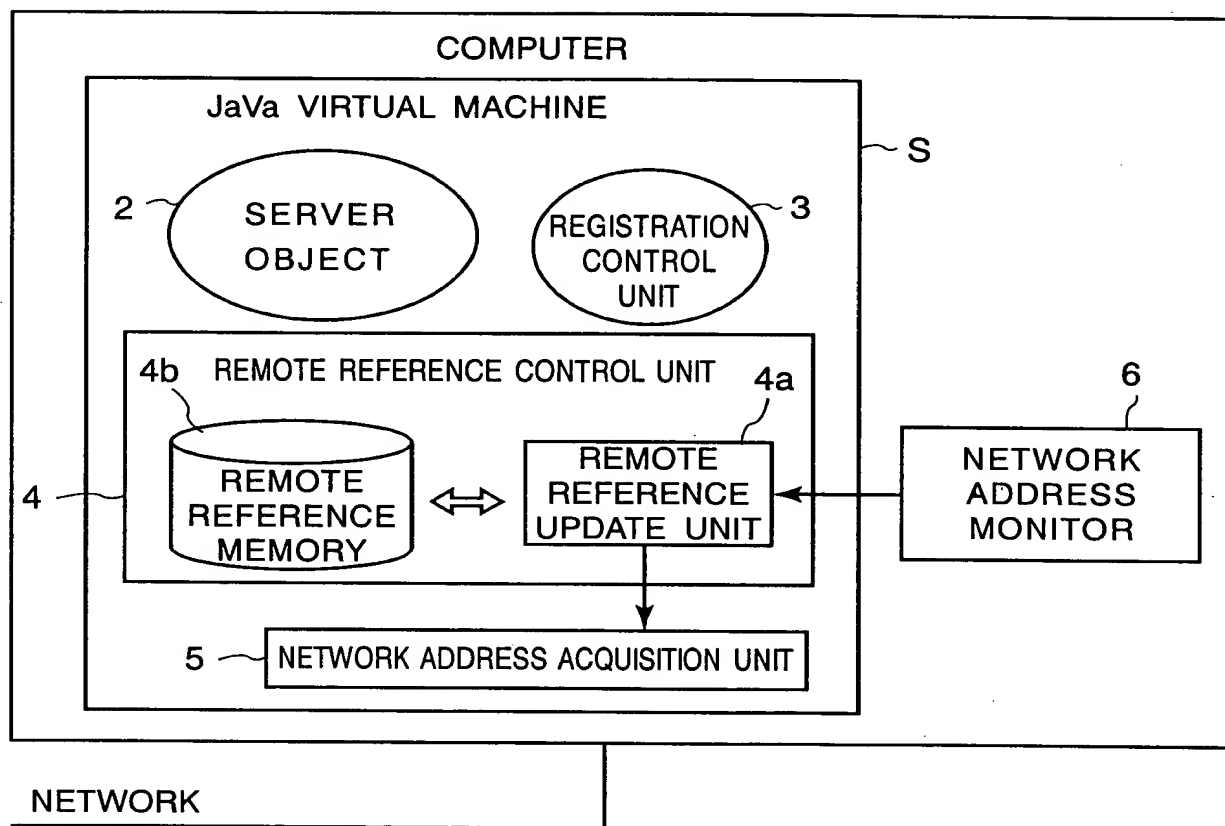 COMPUTER
JaVa VIRTUAL MACHINE
S
2
SERVER
OBJECT
3
REGISTRATION
CONTROL
UNIT
4b
REMOTE REFERENCE CONTROL UNIT
4a
6
4
REMOTE
REFERENCE
MEMORY
REMOTE
REFERENCE
UPDATE UNIT
NETWORK
ADDRESS
MONITOR
5
NETWORK ADDRESS ACQUISITION UNIT
NETWORK